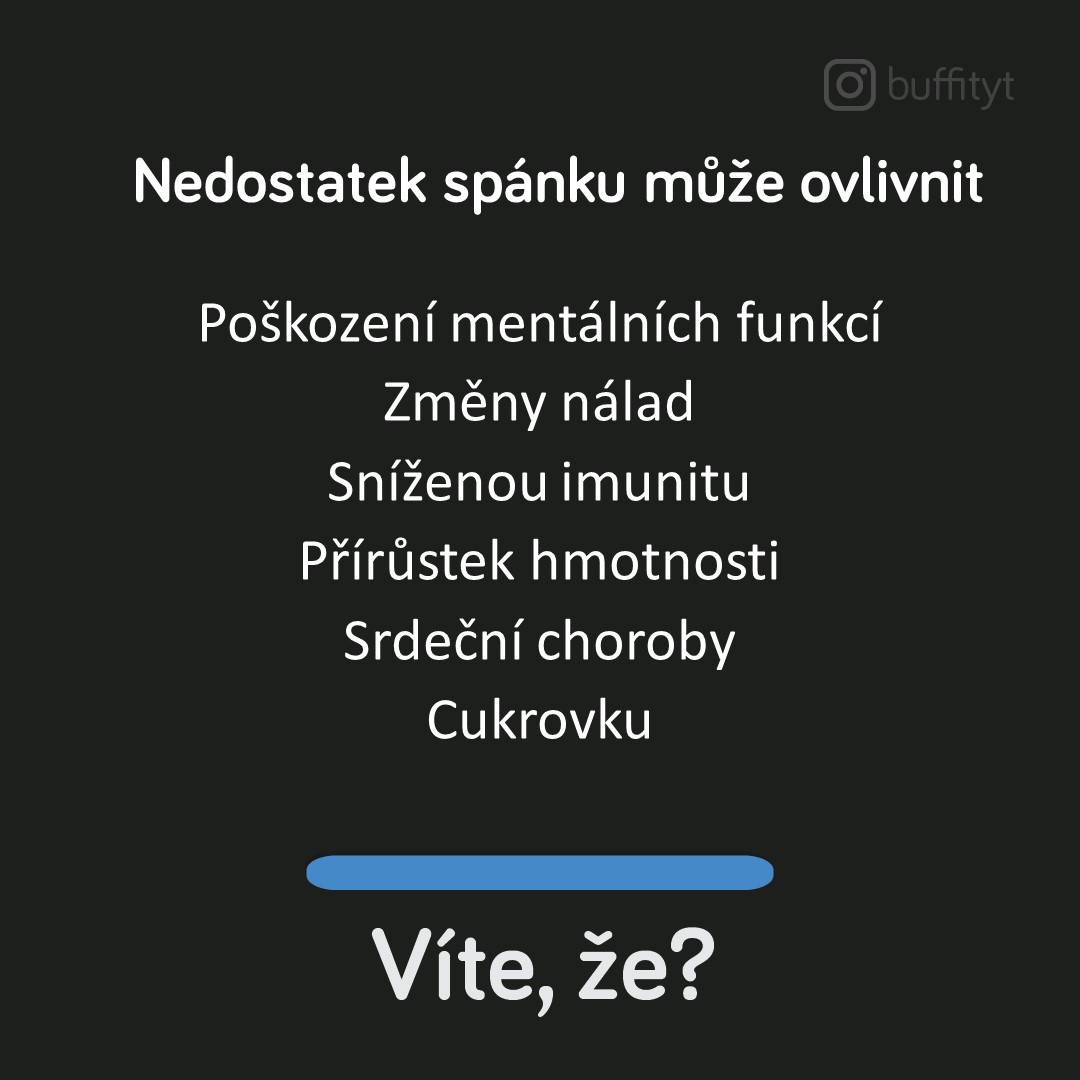 buffityt
Nedostatek spánku může ovlivnit
Poškození mentálních funkcí
Změny nálad
Sníženou imunitu
Přírůstek hmotnosti
Srdeční choroby
Cukrovku
Víte, že?